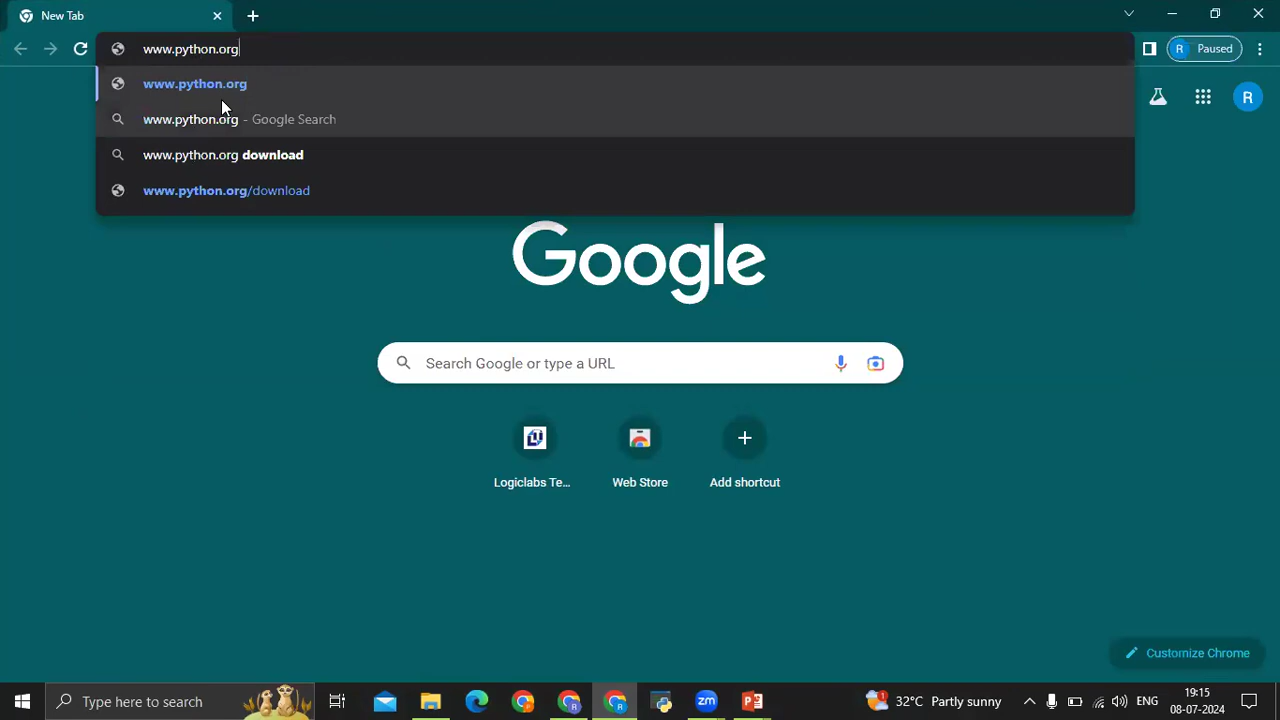 New Tab
www.python.org
R Paused
www.python.org
www.python.org - Google Search
www.python.org download
www.python.org/download
R
Google
Search Google or type a URL
Logiclabs Te...
Web Store
Add shortcut
Customize Chrome
Type here to search
1
32°C Partly sunny
ENG
19:15
08-07-2024